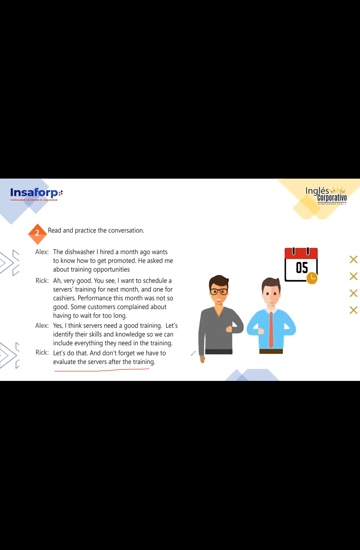 Insaforp
Inglés
Corporativo
2. Read and practice the conversation.
Alex: The dishwasher I hired a month ago wants
to know how to get promoted. He asked me
about training opportunities
Rick: Ah, very good. You see, I want to schedule a
servers' training for next month, and one for
cashiers. Performance this month was not so
good. Some customers complained about
having to wait for too long.
Alex: Yes, I think servers need a good training. Let's
identify their skills and knowledge so we can
include everything they need in the training.
Rick: Let's do that. And don't forget we have to
evaluate the servers after the training.
05